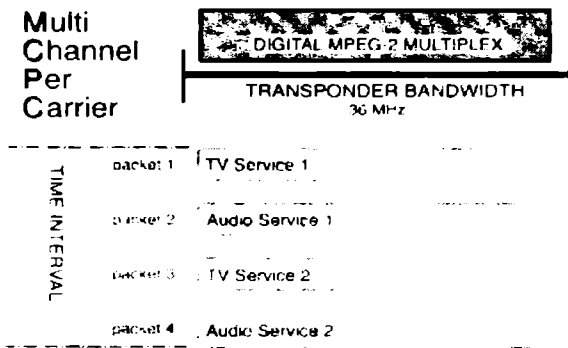 Multi
Channel
Per
Carrier
DIGITAL MPEG-2 MULTIPLEX
TRANSPONDER BANDWIDTH
36 MHz
TIME INTERVAL
packet 1 TV Service 1
packet 2 Audio Service 1
packet 3 TV Service 2
packet 4 Audio Service 2